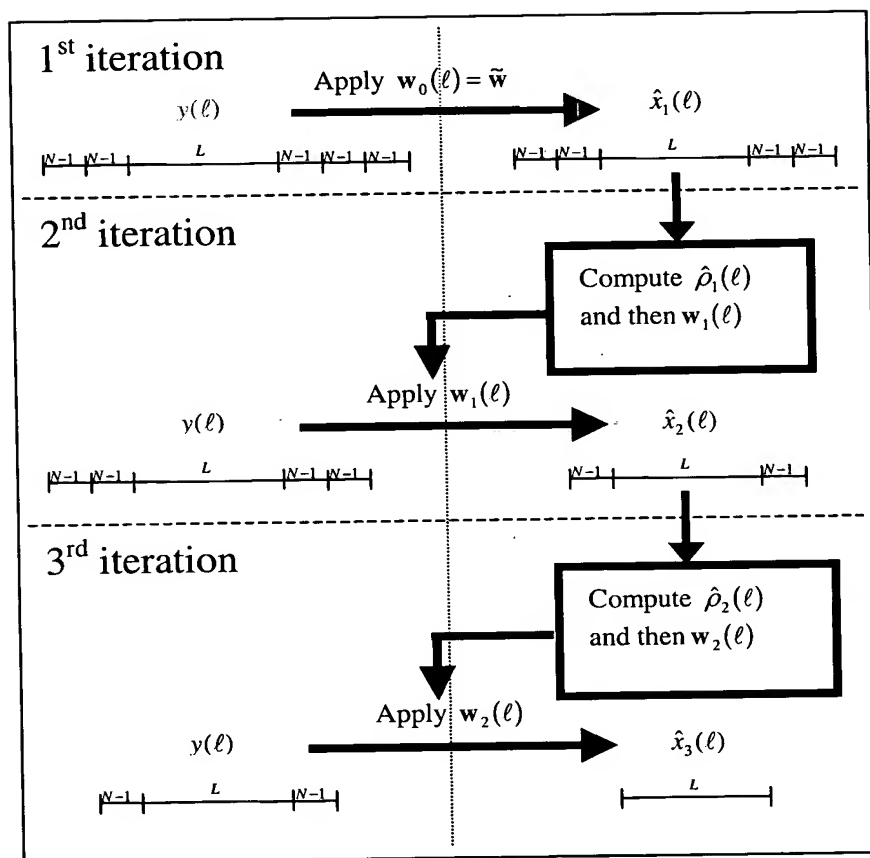 1st iteration
Apply w₀(ℓ) = w̃
y(ℓ)
x̂₁(ℓ)
N-1 N-1 L N-1 N-1 N-1
N-1 N-1 L N-1 N-1
2nd iteration
Compute ρ̂₁(ℓ)
and then w₁(ℓ)
Apply w₁(ℓ)
y(ℓ)
x̂₂(ℓ)
N-1 N-1 L N-1 N-1
N-1 L N-1
3rd iteration
Compute ρ̂₂(ℓ)
and then w₂(ℓ)
Apply w₂(ℓ)
y(ℓ)
x̂₃(ℓ)
N-1 L N-1
L